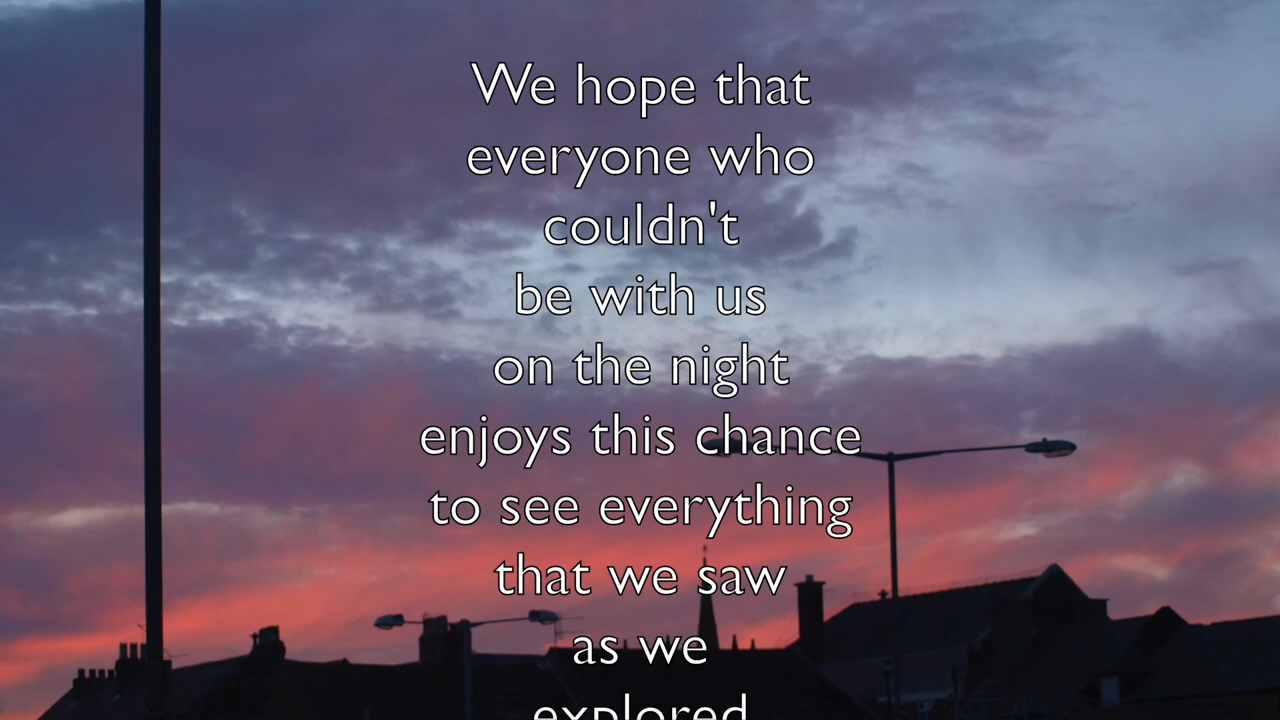 We hope that
everyone who
couldn't
be with us
on the night
enjoys this chance
to see everything
that we saw
as we
explored